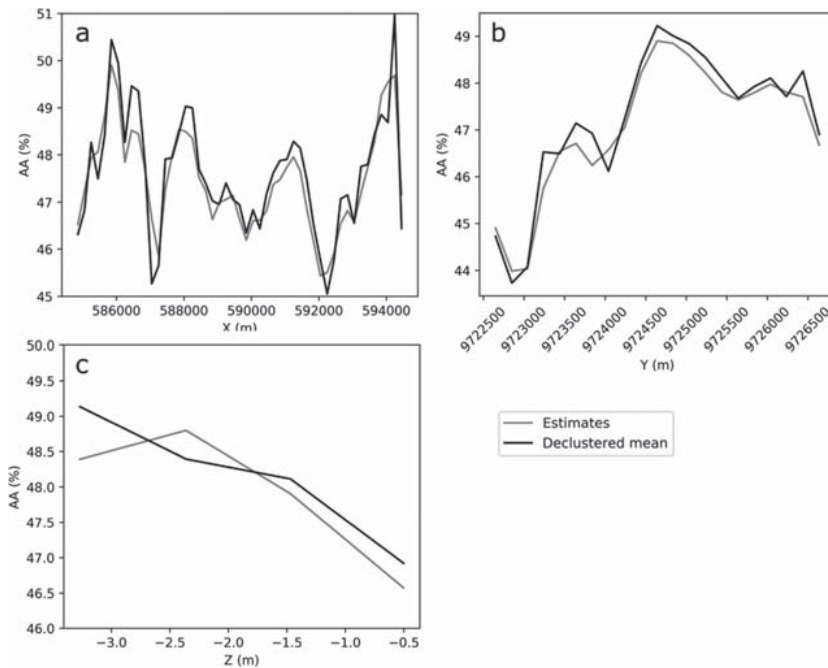 a
51
50
49
48
47
46
45
AA (%)
586000 588000 590000 592000 594000
X (m)
b
49
48
47
46
45
44
AA (%)
9722500 9723000 9723500 9724000 9724500 9725000 9725500 9726000 9726500
Y (m)
c
50.0
49.5
49.0
48.5
48.0
47.5
47.0
46.5
46.0
AA (%)
−3.0 −2.5 −2.0 −1.5 −1.0 −0.5
Z (m)
Estimates
Declustered mean